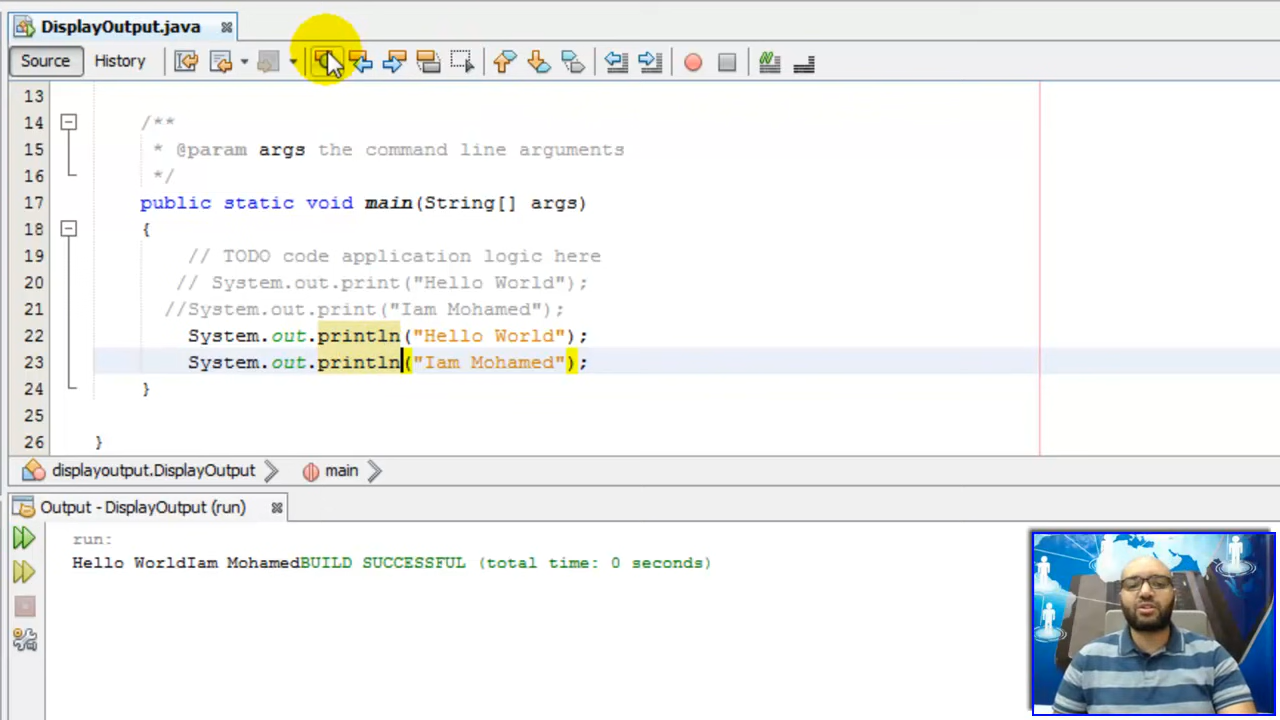 DisplayOutput.java
Source History
13
14 /**
15 * @param args the command line arguments
16 */
17 public static void main(String[] args)
18 {
19 // TODO code application logic here
20 // System.out.print("Hello World");
21 //System.out.print("Iam Mohamed");
22 System.out.println("Hello World");
23 System.out.println("Iam Mohamed");
24 }
25
26 }
displayoutput.DisplayOutput main
Output - DisplayOutput (run)
run:
Hello WorldIam MohamedBUILD SUCCESSFUL (total time: 0 seconds)